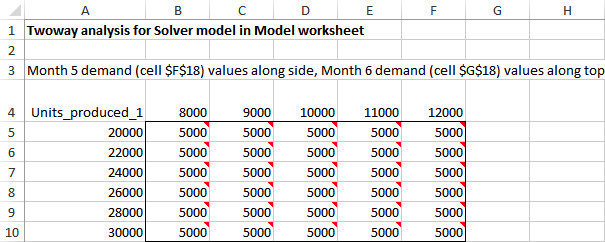 A B C D E F G H
1 Twoway analysis for Solver model in Model worksheet
2
3 Month 5 demand (cell $F$18) values along side, Month 6 demand (cell $G$18) values along top
4 Units_produced_1 8000 9000 10000 11000 12000
5 20000 5000 5000 5000 5000 5000
6 22000 5000 5000 5000 5000 5000
7 24000 5000 5000 5000 5000 5000
8 26000 5000 5000 5000 5000 5000
9 28000 5000 5000 5000 5000 5000
10 30000 5000 5000 5000 5000 5000